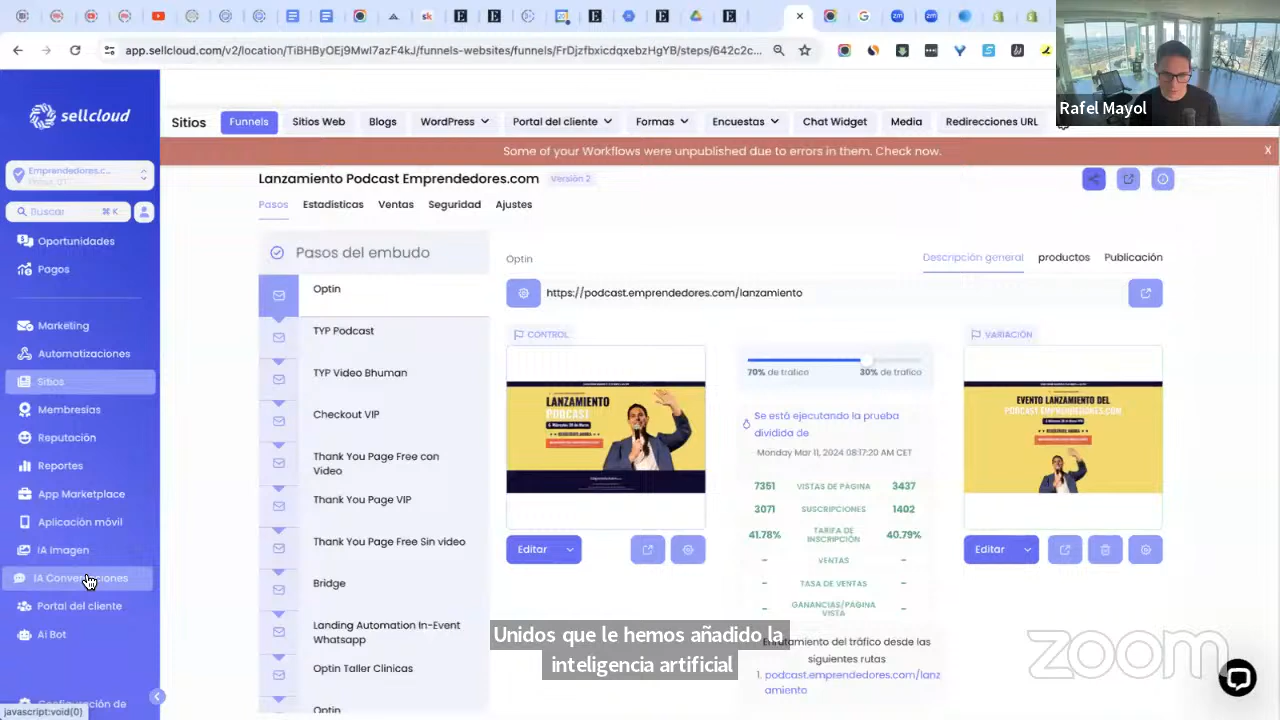 app.sellcloud.com/v2/location/TiBHByOEj9Mwl7azF4kJ/funnels-websites/funnels/FrDjzfbxicdqxebzHgYB/steps/642c2c...
Rafel Mayol
sellcloud
Emprendedores.c...
Buscar
⌘ K
Oportunidades
Pagos
Marketing
Automatizaciones
Sitios
Membresías
Reputación
Reportes
App Marketplace
Aplicación móvil
IA Imagen
IA Conversaciones
Portal del cliente
Ai Bot
Configuración de
javascript:void(0)
Sitios
Funnels
Sitios Web
Blogs
WordPress
Portal del cliente
Formas
Encuestas
Chat Widget
Media
Redirecciones URL
Some of your Workflows were unpublished due to errors in them. Check now.
X
Lanzamiento Podcast Emprendedores.com
Versión 2
Pasos
Estadísticas
Ventas
Seguridad
Ajustes
Pasos del embudo
Optin
TYP Podcast
TYP Video Bhuman
Checkout VIP
Thank You Page Free con
Video
Thank You Page VIP
Thank You Page Free Sin video
Bridge
Landing Automation In-Event
Whatsapp
Optin Taller Clinicas
Optin
Optin
Descripción general
productos
Publicación
https://podcast.emprendedores.com/lanzamiento
CONTROL
LANZAMIENTO
PODCAST
Editar
70% de tráfico
30% de tráfico
Se está ejecutando la prueba
dividida de
Monday Mar 11, 2024 08:17:20 AM CET
7351 VISTAS DE PÁGINA 3437
3071 SUSCRIPCIONES 1402
41.78% TARIFA DE INSCRIPCIÓN 40.79%
- VENTAS -
- TASA DE VENTAS -
- GANANCIAS/PÁGINA VISTA -
Enrutamiento del tráfico desde las
siguientes rutas
1. podcast.emprendedores.com/lanz
amiento
VARIACIÓN
EVENTO LANZAMIENTO DEL
PODCAST EMPRENDEDORES.COM
Editar
Unidos que le hemos añadido la
inteligencia artificial
zoom